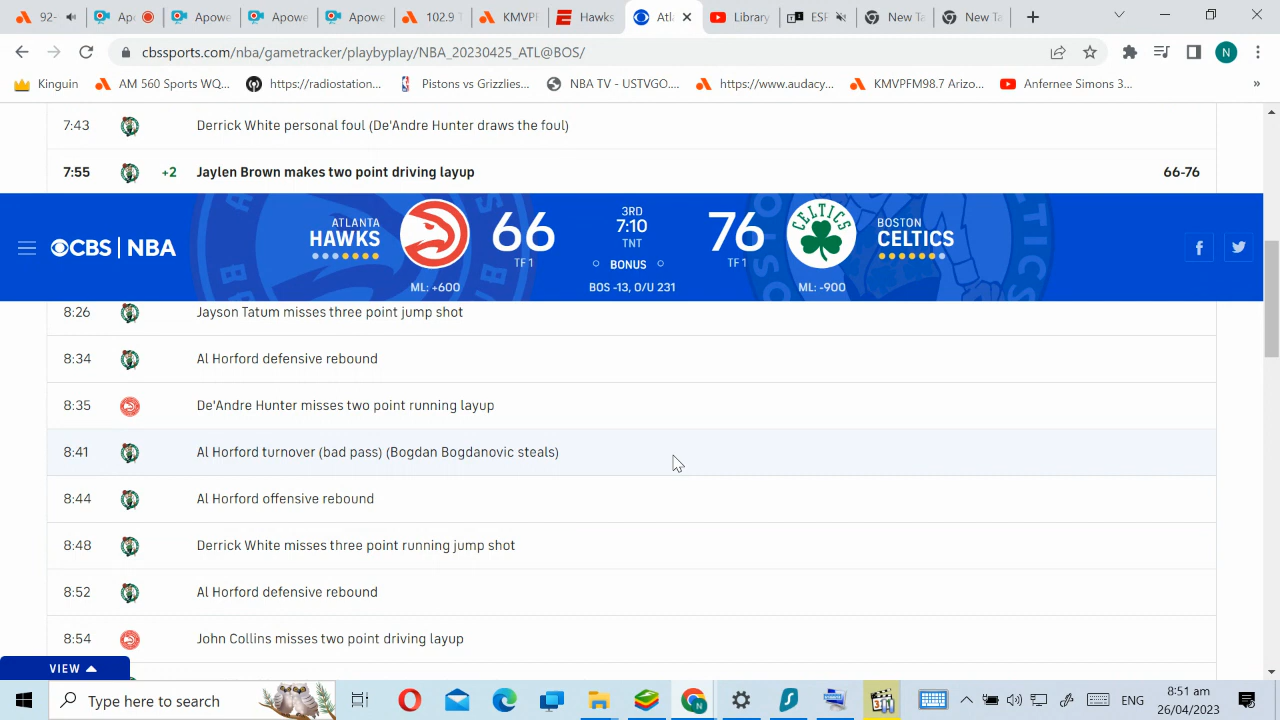 92-
Ap
Apowe
Apowe
Apowe
102.9 T
KMVP!
Hawks
Atl
Library
ESF
New Ta
New Ta
cbssports.com/nba/gametracker/playbyplay/NBA_20230425_ATL@BOS/
N
Kinguin
AM 560 Sports WQ...
https://radiostation...
Pistons vs Grizzlies...
NBA TV - USTVGO....
https://www.audacy...
KMVPFM98.7 Arizo...
Anfernee Simons 3...
»
7:43 Derrick White personal foul (De'Andre Hunter draws the foul)
7:55 +2 Jaylen Brown makes two point driving layup 66-76
CBS | NBA
ATLANTA
HAWKS
66
TF 1
ML: +600
3RD
7:10
TNT
BONUS
BOS -13, O/U 231
76
TF 1
CELTICS
BOSTON
CELTICS
ML: -900
8:26 Jayson Tatum misses three point jump shot
8:34 Al Horford defensive rebound
8:35 De'Andre Hunter misses two point running layup
8:41 Al Horford turnover (bad pass) (Bogdan Bogdanovic steals)
8:44 Al Horford offensive rebound
8:48 Derrick White misses three point running jump shot
8:52 Al Horford defensive rebound
8:54 John Collins misses two point driving layup
VIEW
Type here to search
N
ENG
8:51 am
26/04/2023